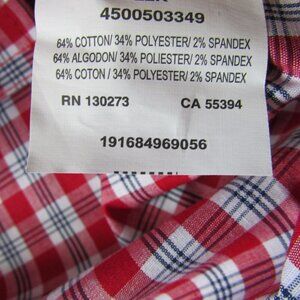 4500503349
64% COTTON/ 34% POLYESTER/ 2% SPANDEX
64% ALGODON/ 34% POLIESTER/ 2% SPANDEX
64% COTON / 34% POLYESTER/ 2% SPANDEX
RN 130273 CA 55394
191684969056